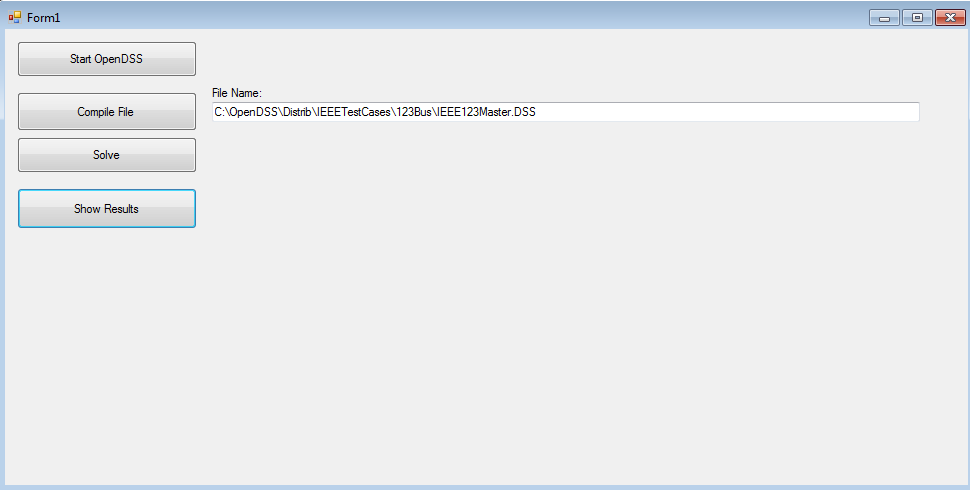 Form1
Start OpenDSS
File Name:
Compile File
C:\OpenDSS\Distrib\IEEETestCases\123Bus\IEEE123Master.DSS
Solve
Show Results